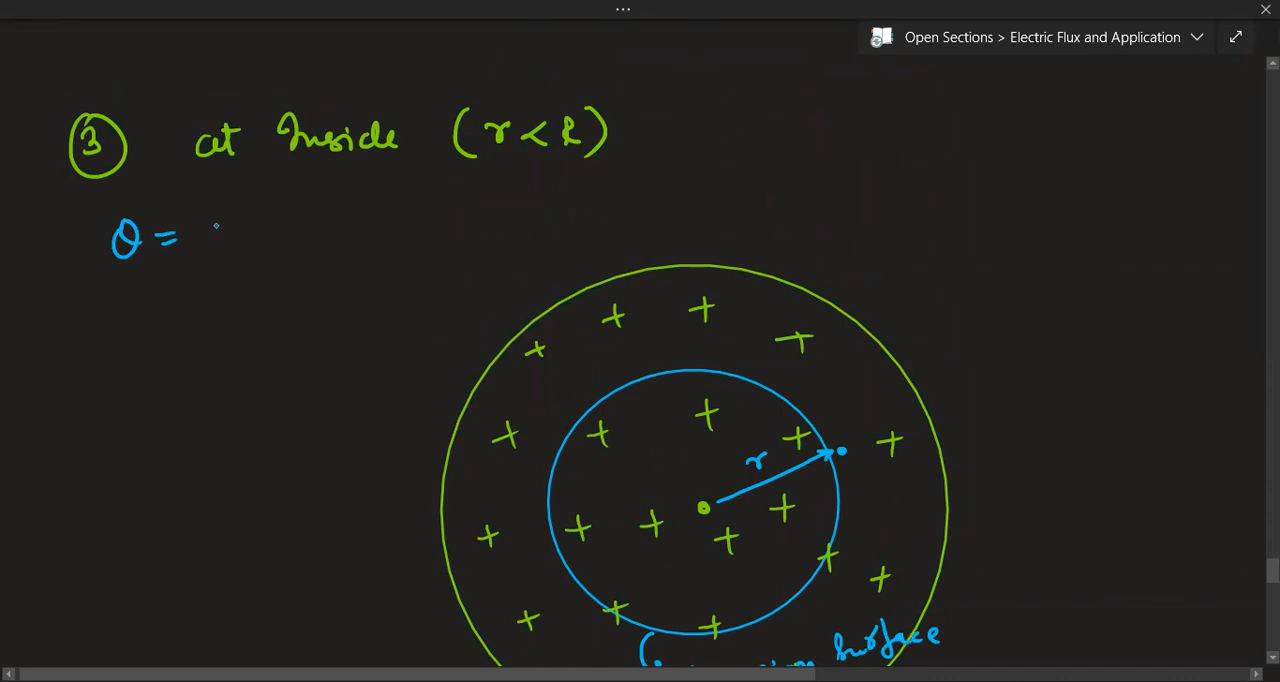 ...
Open Sections > Electric Flux and Application
3 at Inside (r < R)
Q =
r
Surface